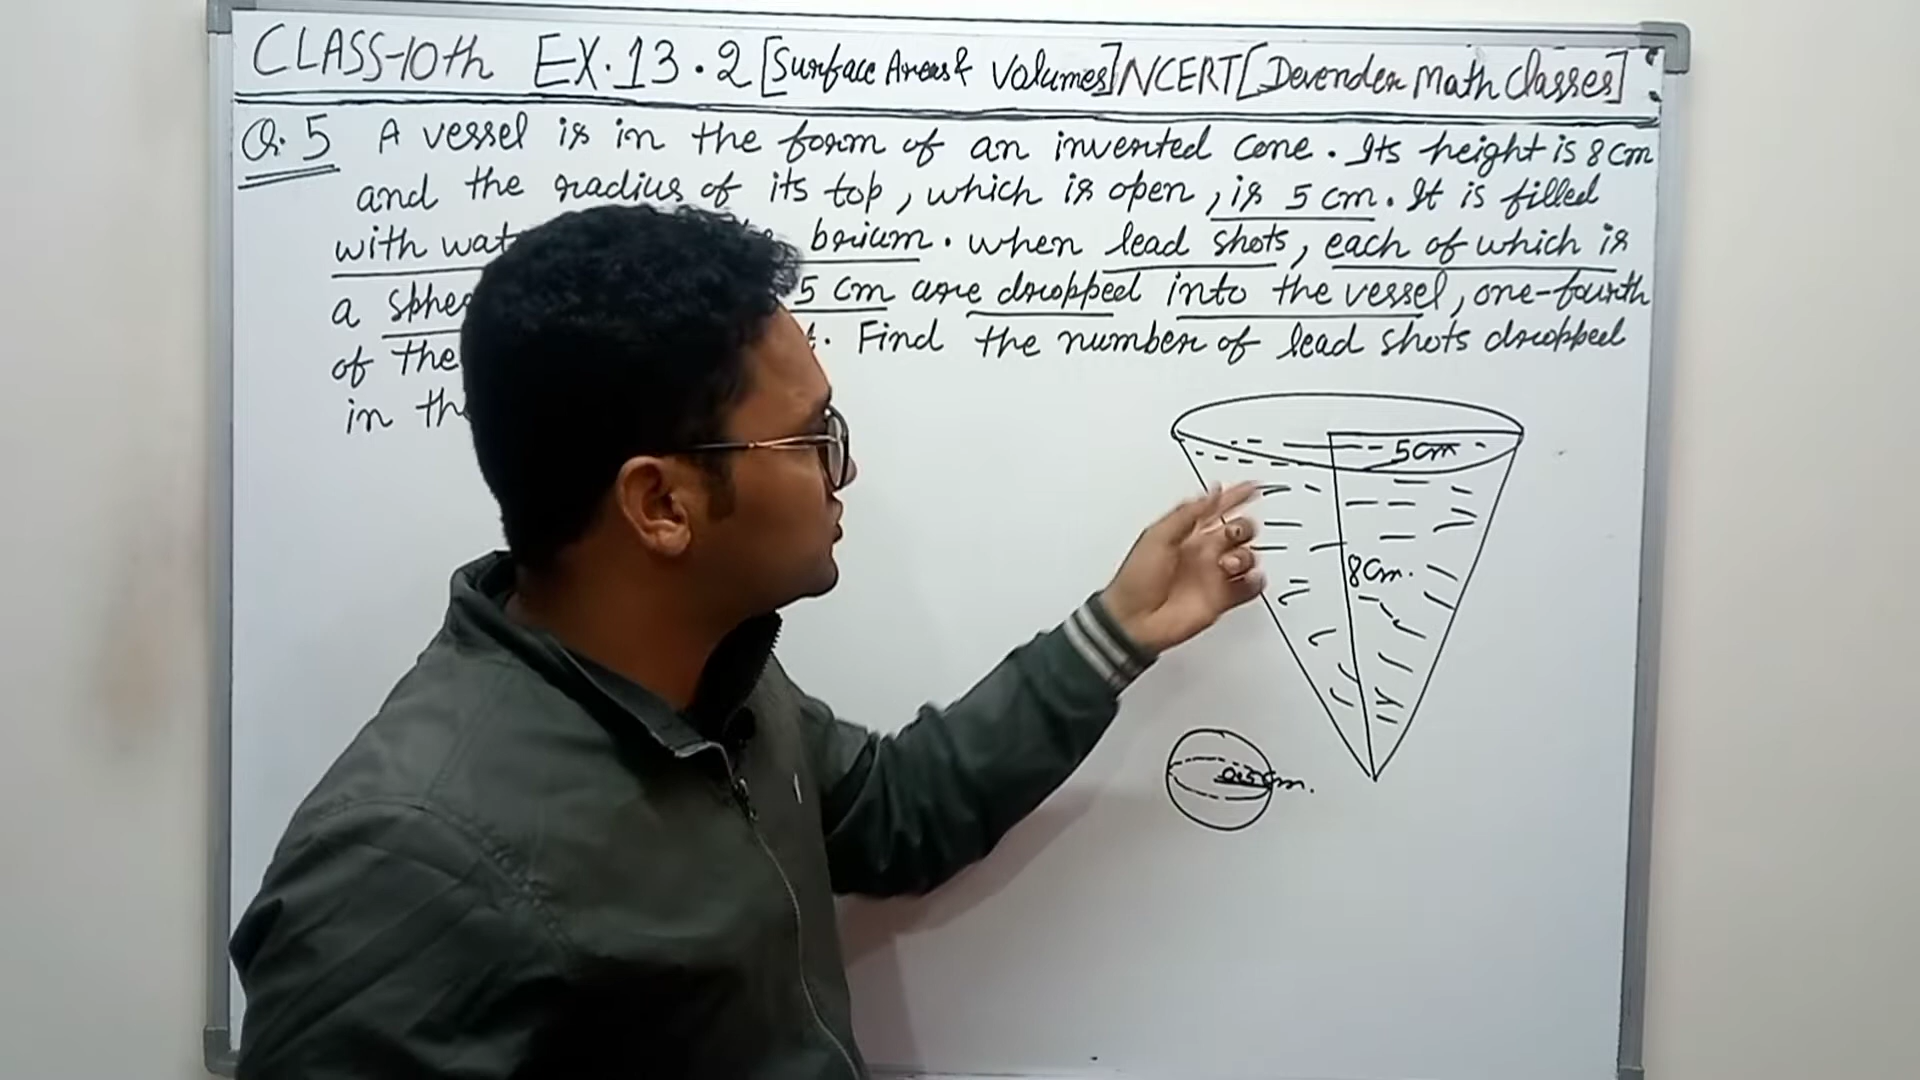 CLASS-10th EX.13.2 [Surface Areas & Volumes] NCERT [Devender Math Classes]
Q.5 A vessel is in the form of an inverted cone. Its height is 8 cm
and the radius of its top, which is open, is 5 cm. It is filled
with brium. when lead shots, each of which is
a 5 cm are dropped into the vessel, one-fourth
of the Find the number of lead shots dropped
in
5cm
8cm.
0.5cm.